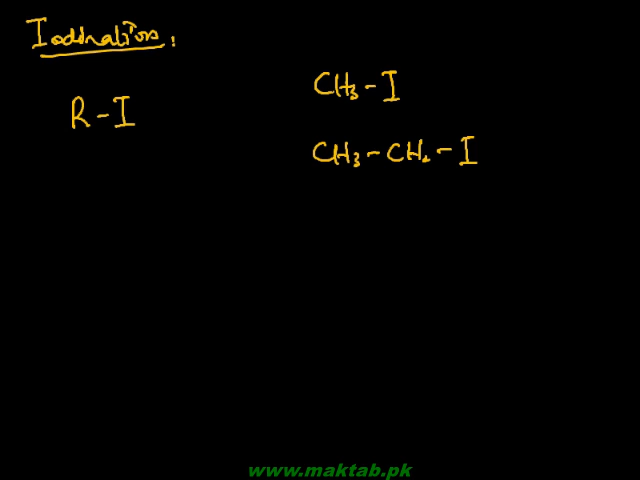 Iodination:
R-I
CH₃-I
CH₃-CH₂-I
www.maktab.pk